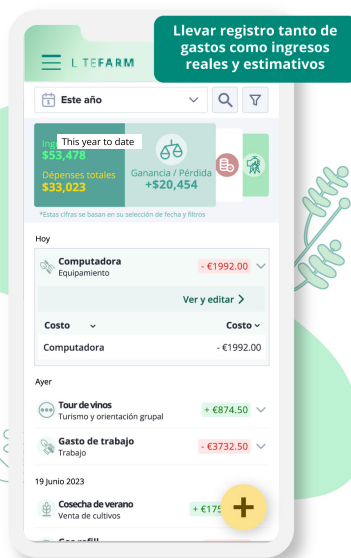 Llevar registro tanto de
gastos como ingresos
reales y estimativos
L TEFARM
Este año
This year to date
$53,478
Dépenses totales
$33,023
Ganancia / Pérdida
+$20,454
*Estas cifras se basan en su selección de fecha y filtros
Hoy
Computadora
- €1992.00
Equipamiento
Ver y editar
Costo
Costo
Computadora
- €1992.00
Ayer
Tour de vinos
+ €874.50
Turismo y orientación grupal
Gasto de trabajo
- €3732.50
Trabajo
19 Junio 2023
Cosecha de verano
+ €175
Venta de cultivos